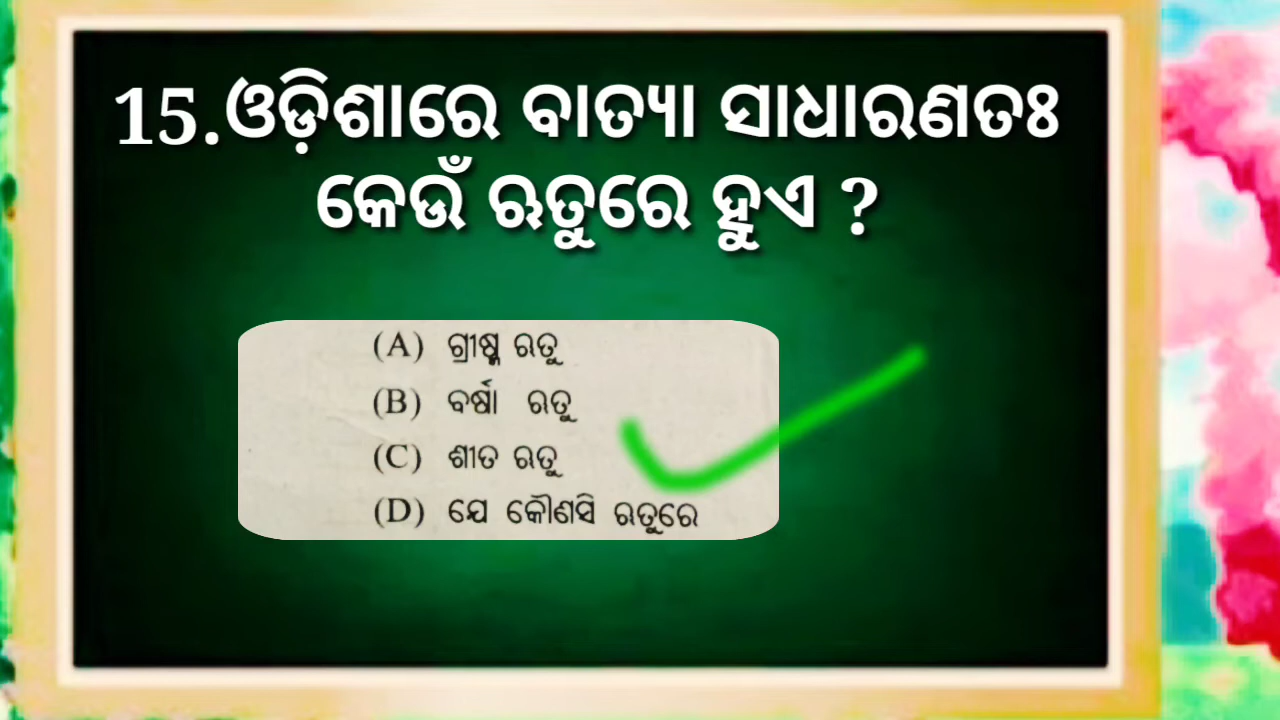 15.ଓଡ଼ିଶାରେ ବାତ୍ୟା ସାଧାରଣତଃ
କେଉଁ ଋତୁରେ ହୁଏ ?
(A) ଗ୍ରୀଷ୍ମ ଋତୁ
(B) ବର୍ଷା ଋତୁ
(C) ଶୀତ ଋତୁ
(D) ଯେ କୌଣସି ଋତୁରେ